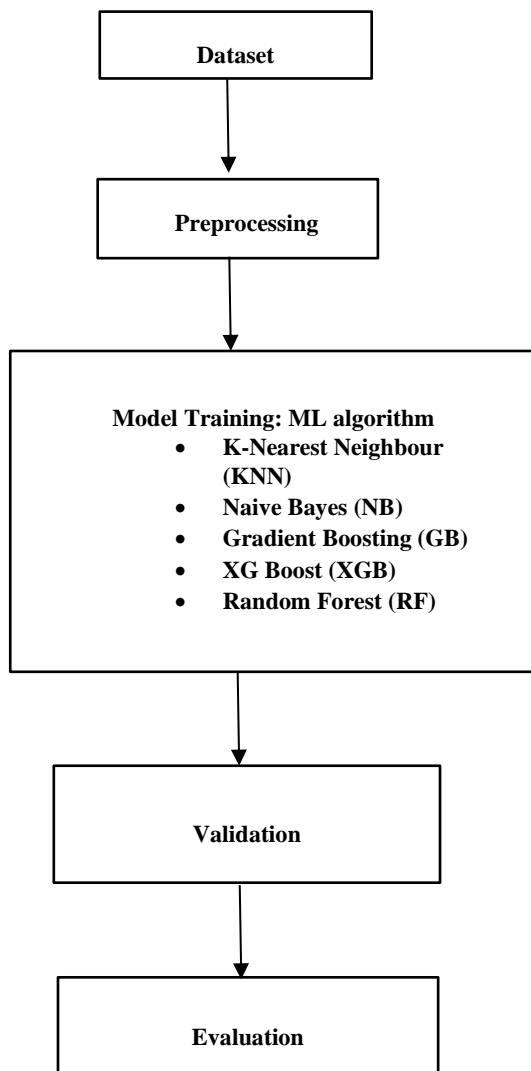 Dataset
Preprocessing
Model Training: ML algorithm
• K-Nearest Neighbour
(KNN)
• Naive Bayes (NB)
• Gradient Boosting (GB)
• XG Boost (XGB)
• Random Forest (RF)
Validation
Evaluation